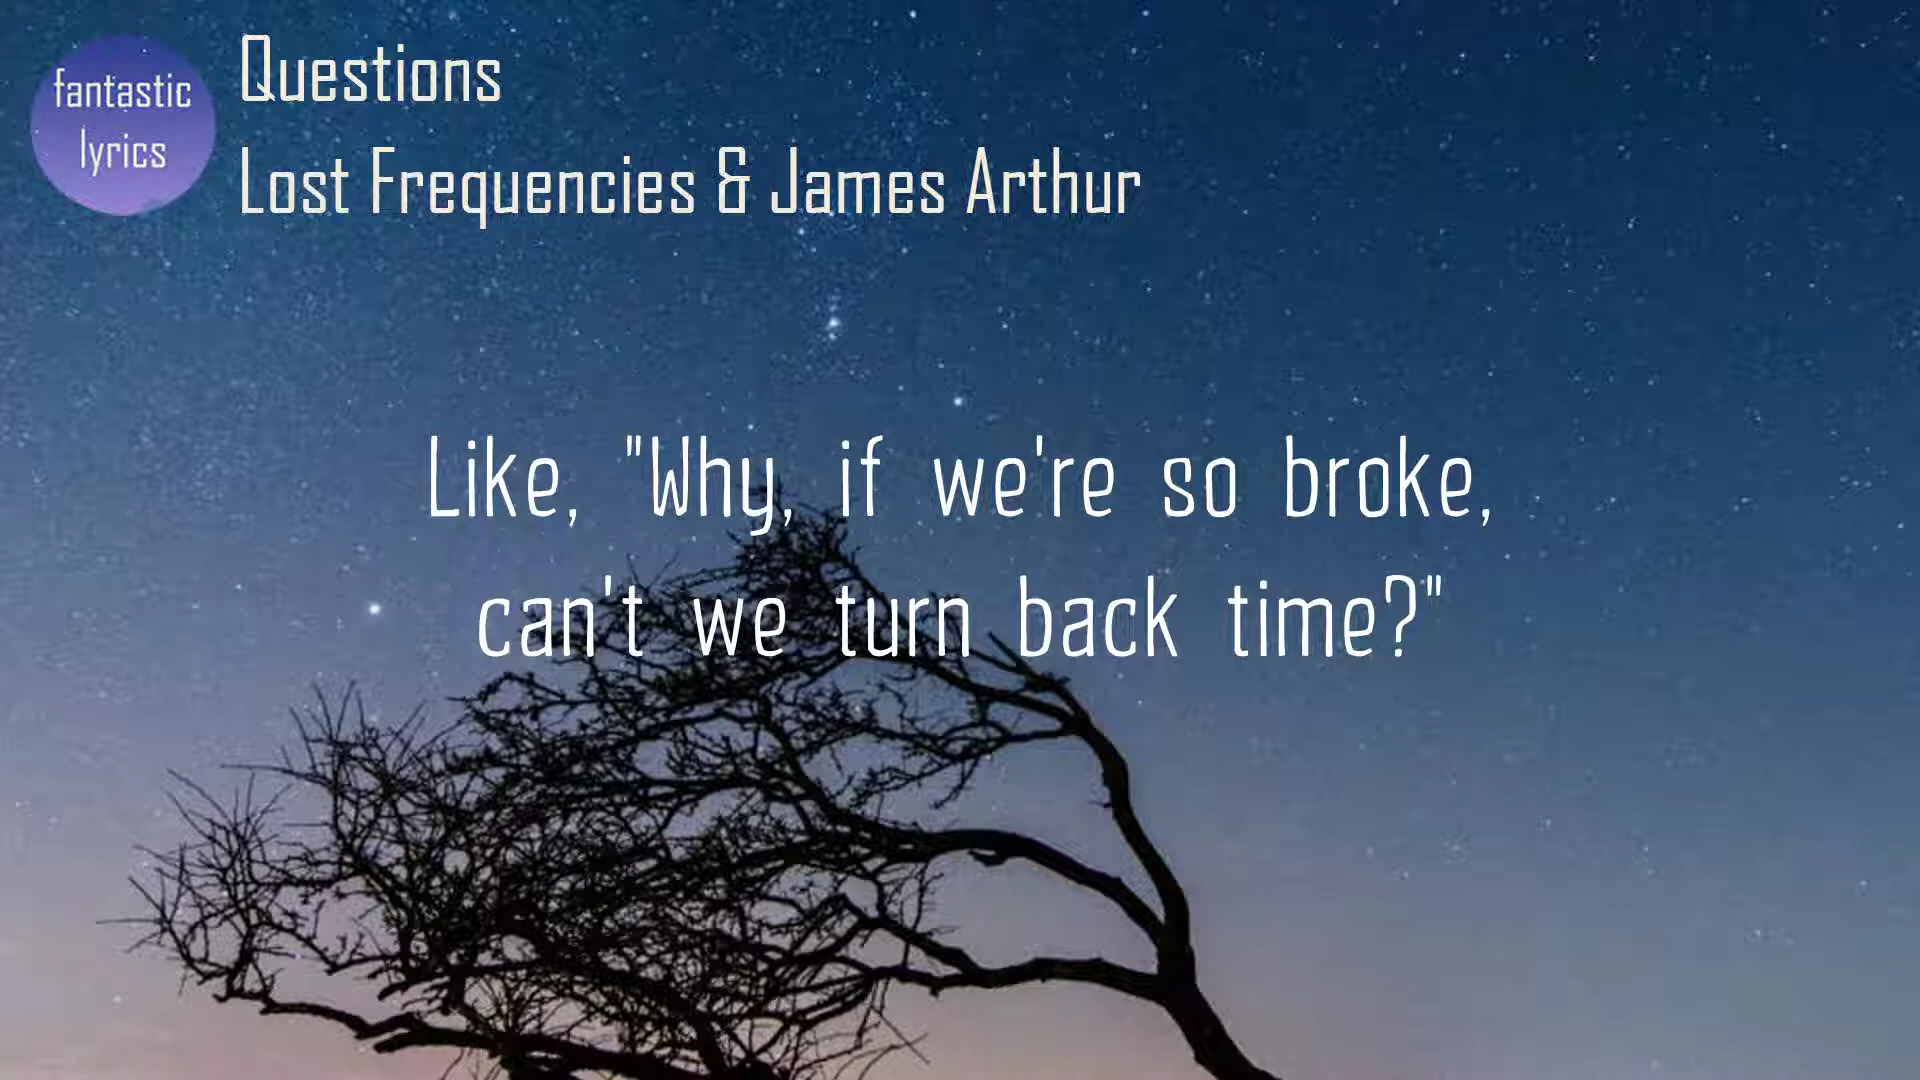 fantastic
lyrics
Questions
Lost Frequencies & James Arthur
Like, "Why, if we're so broke,
can't we turn back time?"